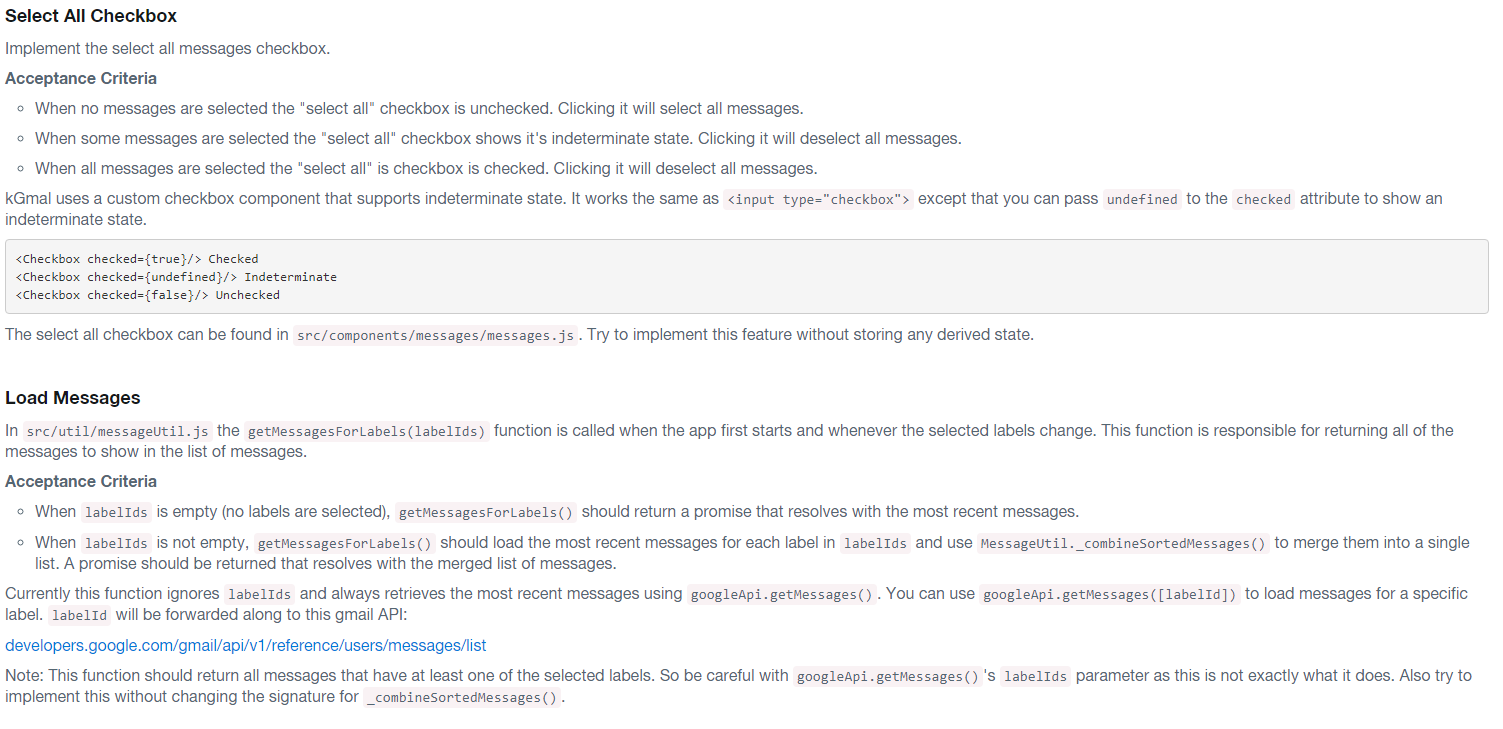 Select All Checkbox
Implement the select all messages checkbox.
Acceptance Criteria
When no messages are selected the "select all" checkbox is unchecked. Clicking it will select all messages.
When some messages are selected the "select all" checkbox shows it's indeterminate state. Clicking it will deselect all messages.
When all messages are selected the "select all" is checkbox is checked. Clicking it will deselect all messages.
kGmal uses a custom checkbox component that supports indeterminate state. It works the same as <input type="checkbox"> except that you can pass undefined to the checked attribute to show an
indeterminate state.
<Checkbox checked={true}/> Checked
<Checkbox checked={undefined}/> Indeterminate
<Checkbox checked={false}/> Unchecked
The select all checkbox can be found in src/components/messages/messages.js. Try to implement this feature without storing any derived state.
Load Messages
In src/util/messageUtil.js the getMessagesForLabels(labelIds) function is called when the app first starts and whenever the selected labels change. This function is responsible for returning all of the
messages to show in the list of messages.
Acceptance Criteria
When labelIds is empty (no labels are selected), getMessagesForLabels() should return a promise that resolves with the most recent messages.
When labelIds is not empty, getMessagesForLabels() should load the most recent messages for each label in labelIds and use MessageUtil._combineSortedMessages() to merge them into a single
list. A promise should be returned that resolves with the merged list of messages.
Currently this function ignores labelIds and always retrieves the most recent messages using googleApi.getMessages(). You can use googleApi.getMessages([labelId]) to load messages for a specific
label. labelId will be forwarded along to this gmail API:
developers.google.com/gmail/api/v1/reference/users/messages/list
Note: This function should return all messages that have at least one of the selected labels. So be careful with googleApi.getMessages()'s labelIds parameter as this is not exactly what it does. Also try to
implement this without changing the signature for _combineSortedMessages().